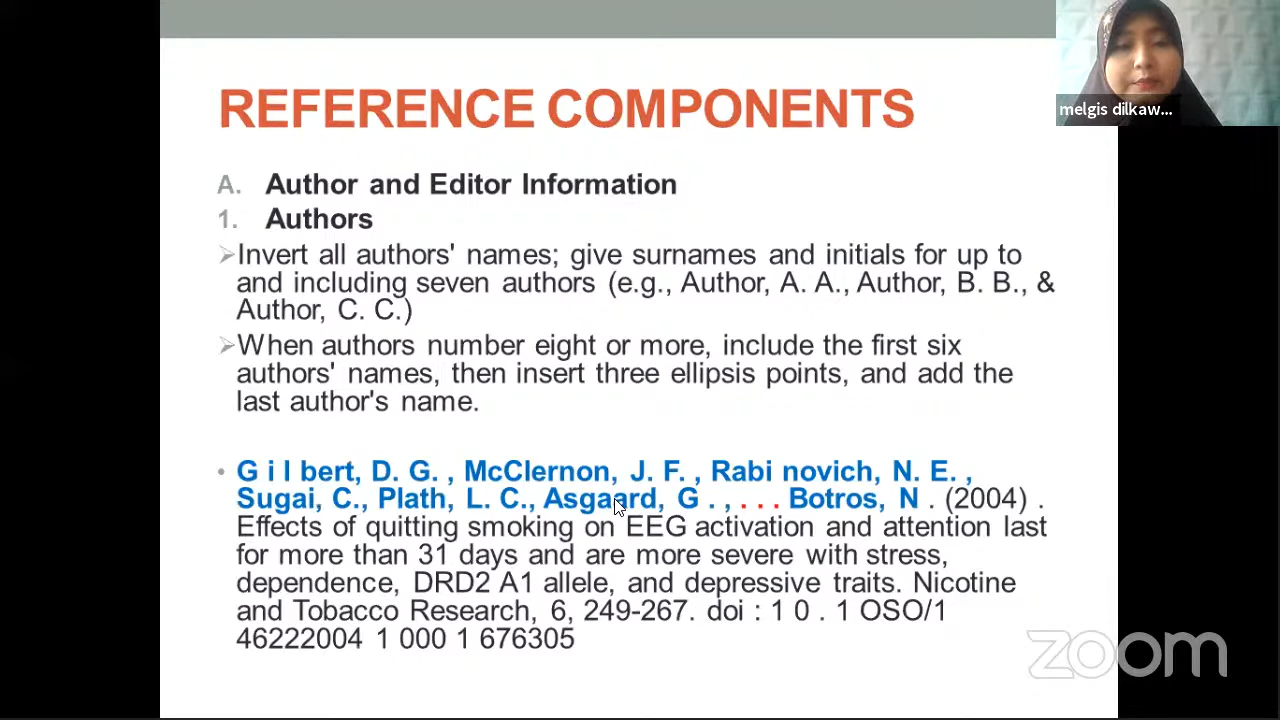 REFERENCE COMPONENTS
melgis dilkaw...
A. Author and Editor Information
1. Authors
Invert all authors' names; give surnames and initials for up to
and including seven authors (e.g., Author, A. A., Author, B. B., &
Author, C. C.)
When authors number eight or more, include the first six
authors' names, then insert three ellipsis points, and add the
last author's name.
G i l bert, D. G. , McClernon, J. F. , Rabi novich, N. E. ,
Sugai, C., Plath, L. C., Asgaard, G . , . . . Botros, N . (2004) .
Effects of quitting smoking on EEG activation and attention last
for more than 31 days and are more severe with stress,
dependence, DRD2 A1 allele, and depressive traits. Nicotine
and Tobacco Research, 6, 249-267. doi : 1 0 . 1 OSO/1
46222004 1 000 1 676305
zoom